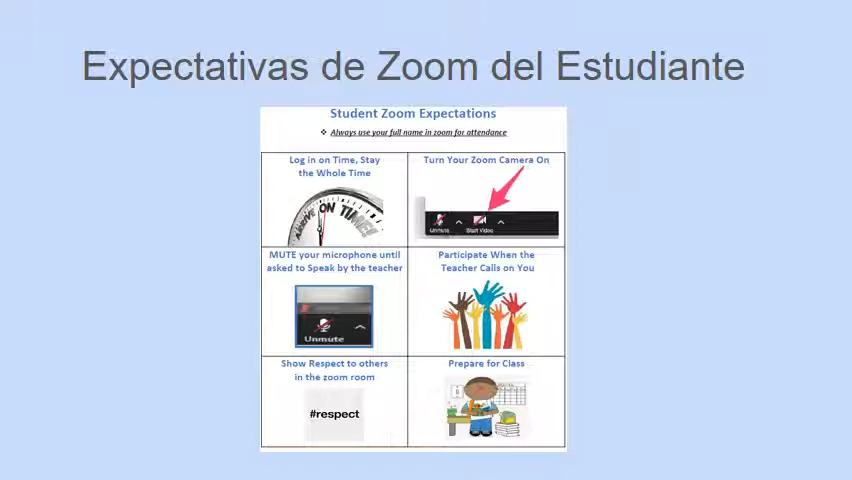 Expectativas de Zoom del Estudiante
Student Zoom Expectations
❖ Always use your full name in zoom for attendance
Log in on Time, Stay
the Whole Time
ARRIVE ON TIME!
Turn Your Zoom Camera On
Unmute
Start Video
MUTE your microphone until
asked to Speak by the teacher
Unmute
Participate When the
Teacher Calls on You
Show Respect to others
in the zoom room
#respect
Prepare for Class